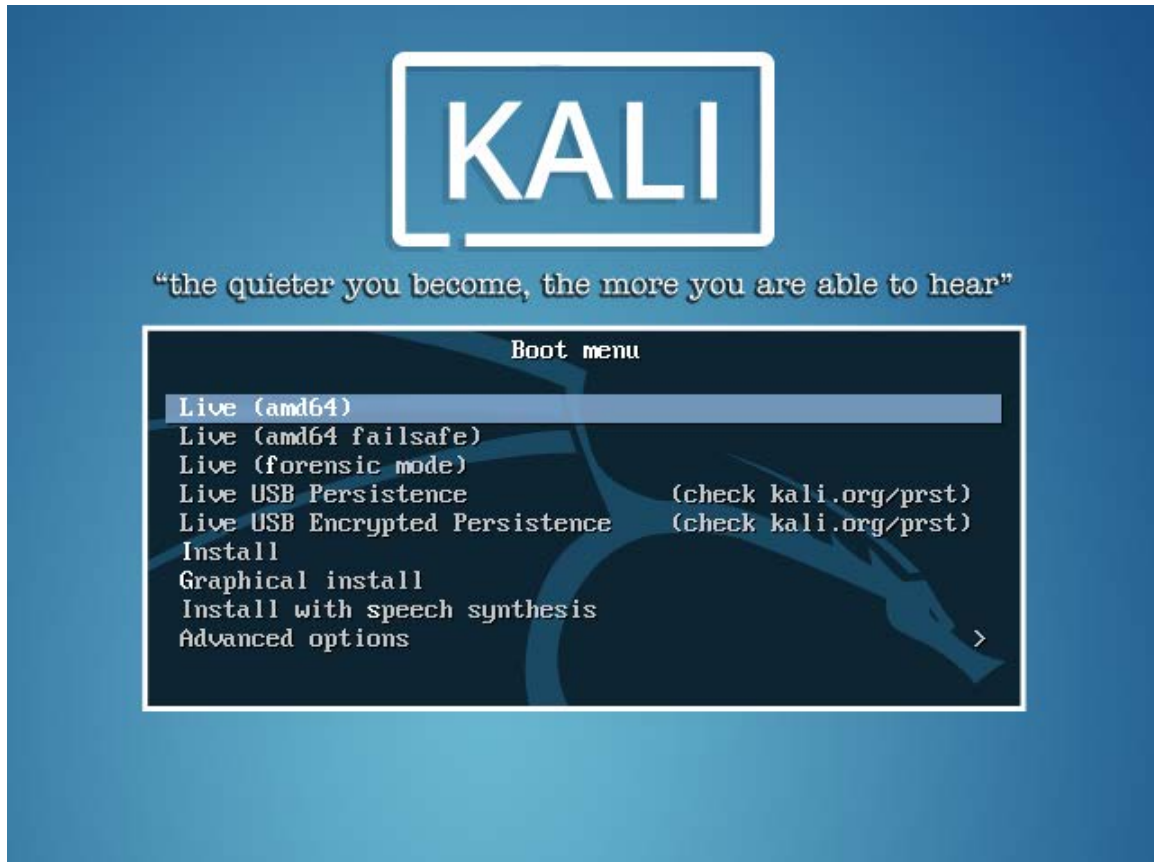 KALI
“the quieter you become, the more you are able to hear”
Boot menu
Live (amd64)
Live (amd64 failsafe)
Live (forensic mode)
Live USB Persistence (check kali.org/prst)
Live USB Encrypted Persistence (check kali.org/prst)
Install
Graphical install
Install with speech synthesis
Advanced options >